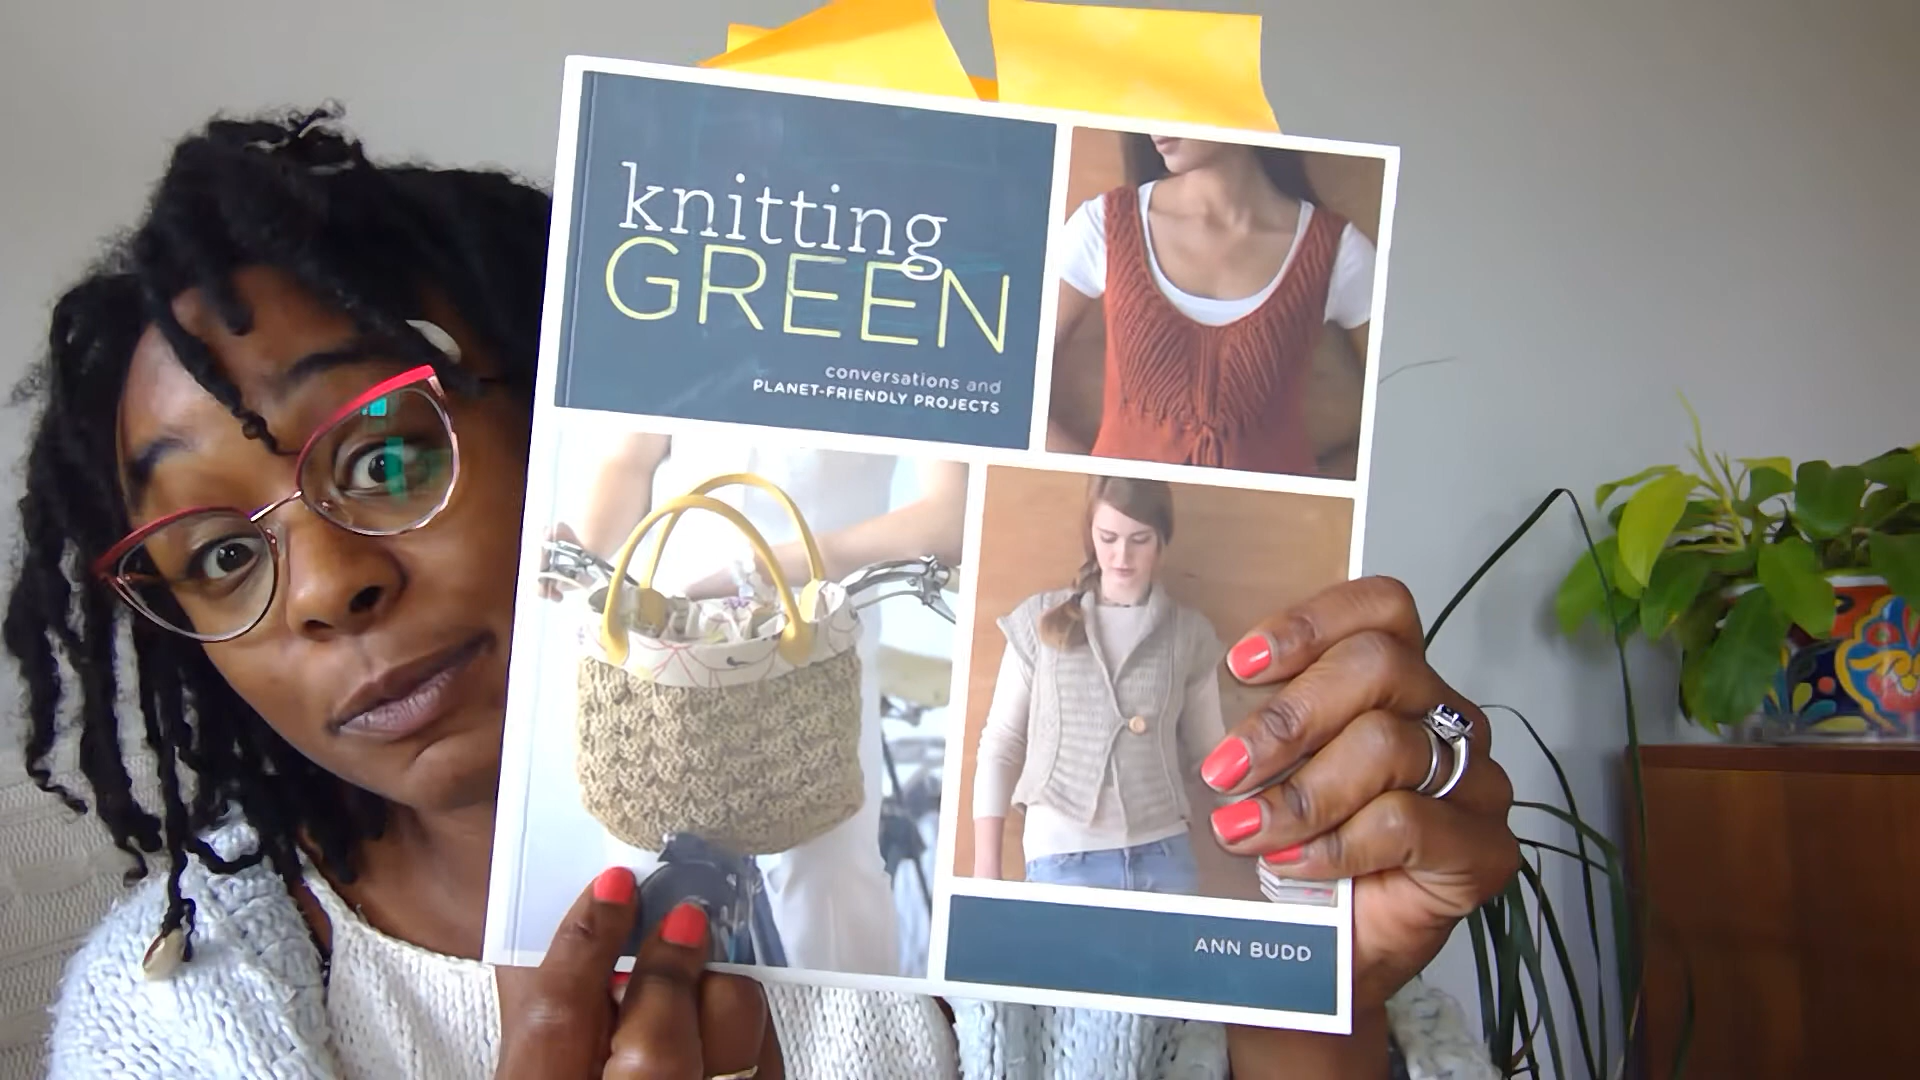 knitting
GREEN
conversations and
PLANET-FRIENDLY PROJECTS
ANN BUDD